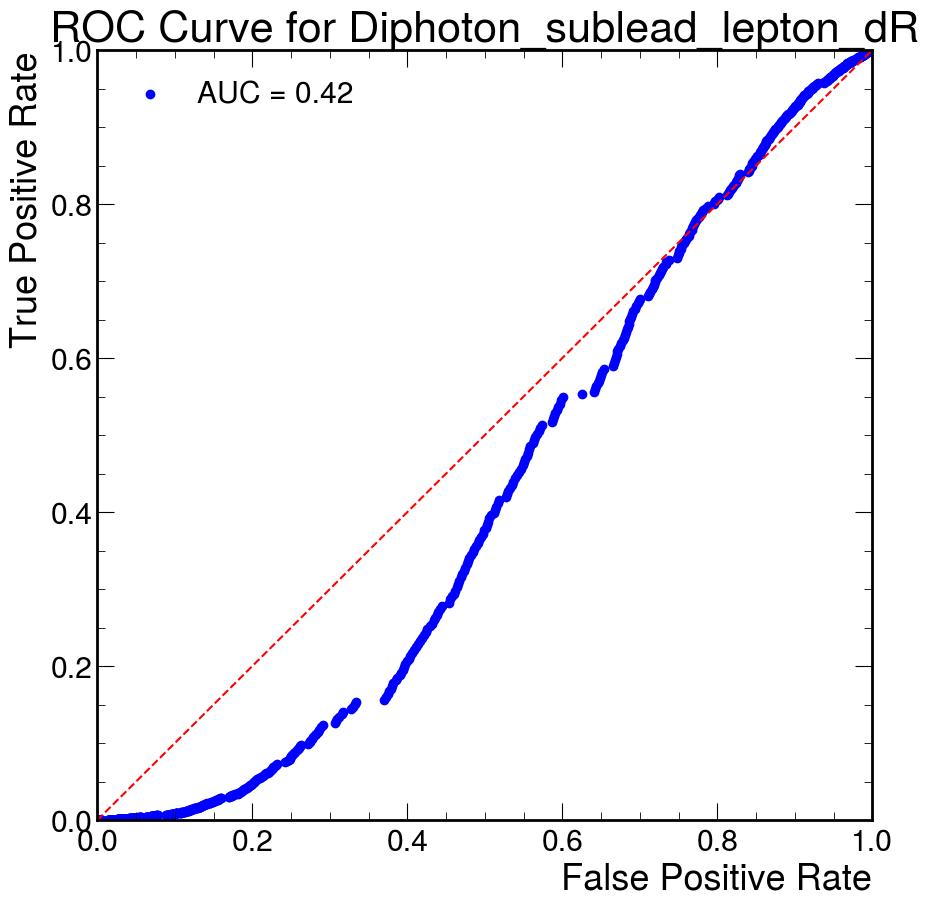 ROC Curve for Diphoton_sublead_lepton_dR
True Positive Rate
AUC = 0.42
1.0
0.8
0.6
0.4
0.2
0.0
0.0 0.2 0.4 0.6 0.8 1.0
False Positive Rate